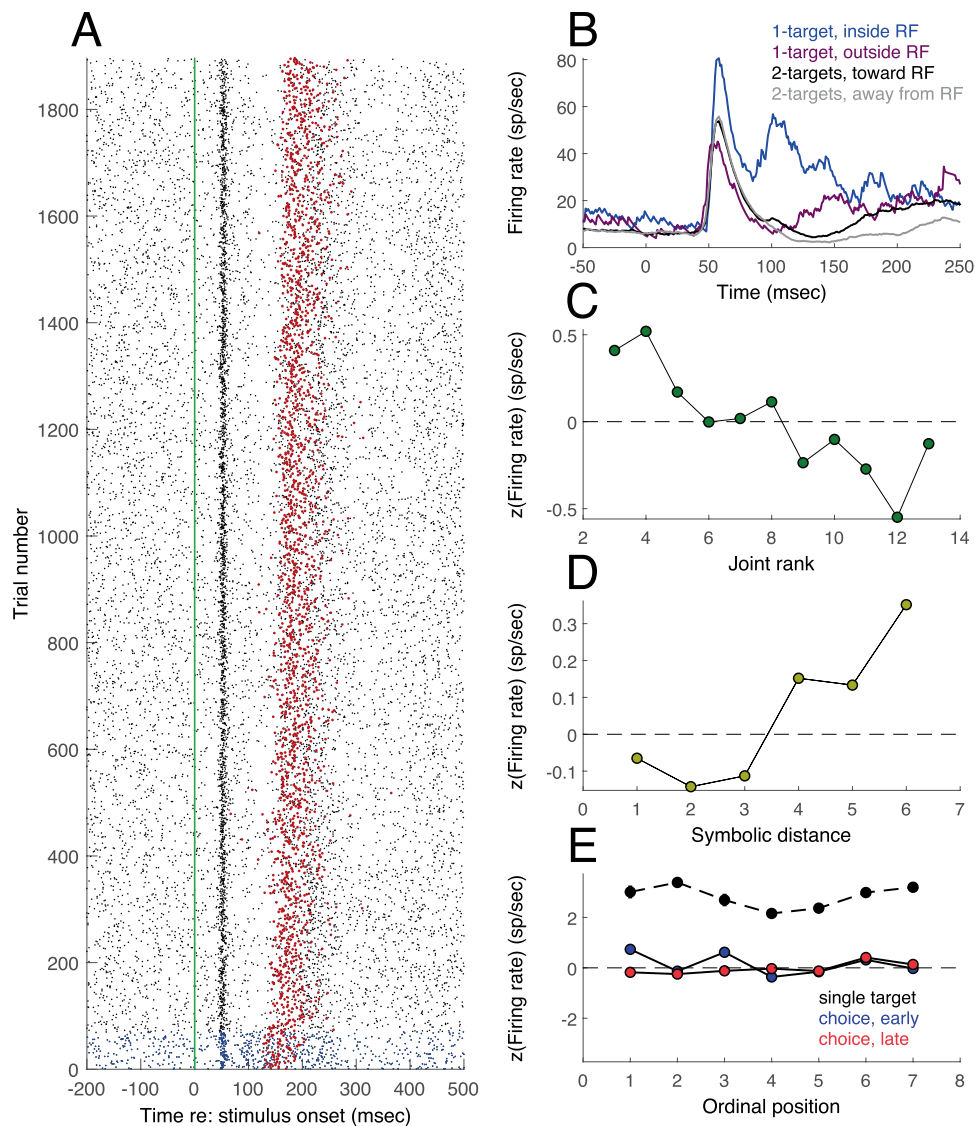 A
1800
1600
1400
1200
1000
800
600
400
200
0
Trial number
-200 -100 0 100 200 300 400 500
Time re: stimulus onset (msec)
B
1-target, inside RF
1-target, outside RF
2-targets, toward RF
2-targets, away from RF
80
60
40
20
0
Firing rate (sp/sec)
-50 0 50 100 150 200 250
Time (msec)
C
0.5
0
-0.5
z(Firing rate) (sp/sec)
2 4 6 8 10 12 14
Joint rank
D
0.3
0.2
0.1
0
-0.1
z(Firing rate) (sp/sec)
0 1 2 3 4 5 6 7
Symbolic distance
E
2
0
-2
z(Firing rate) (sp/sec)
single target
choice, early
choice, late
0 1 2 3 4 5 6 7 8
Ordinal position